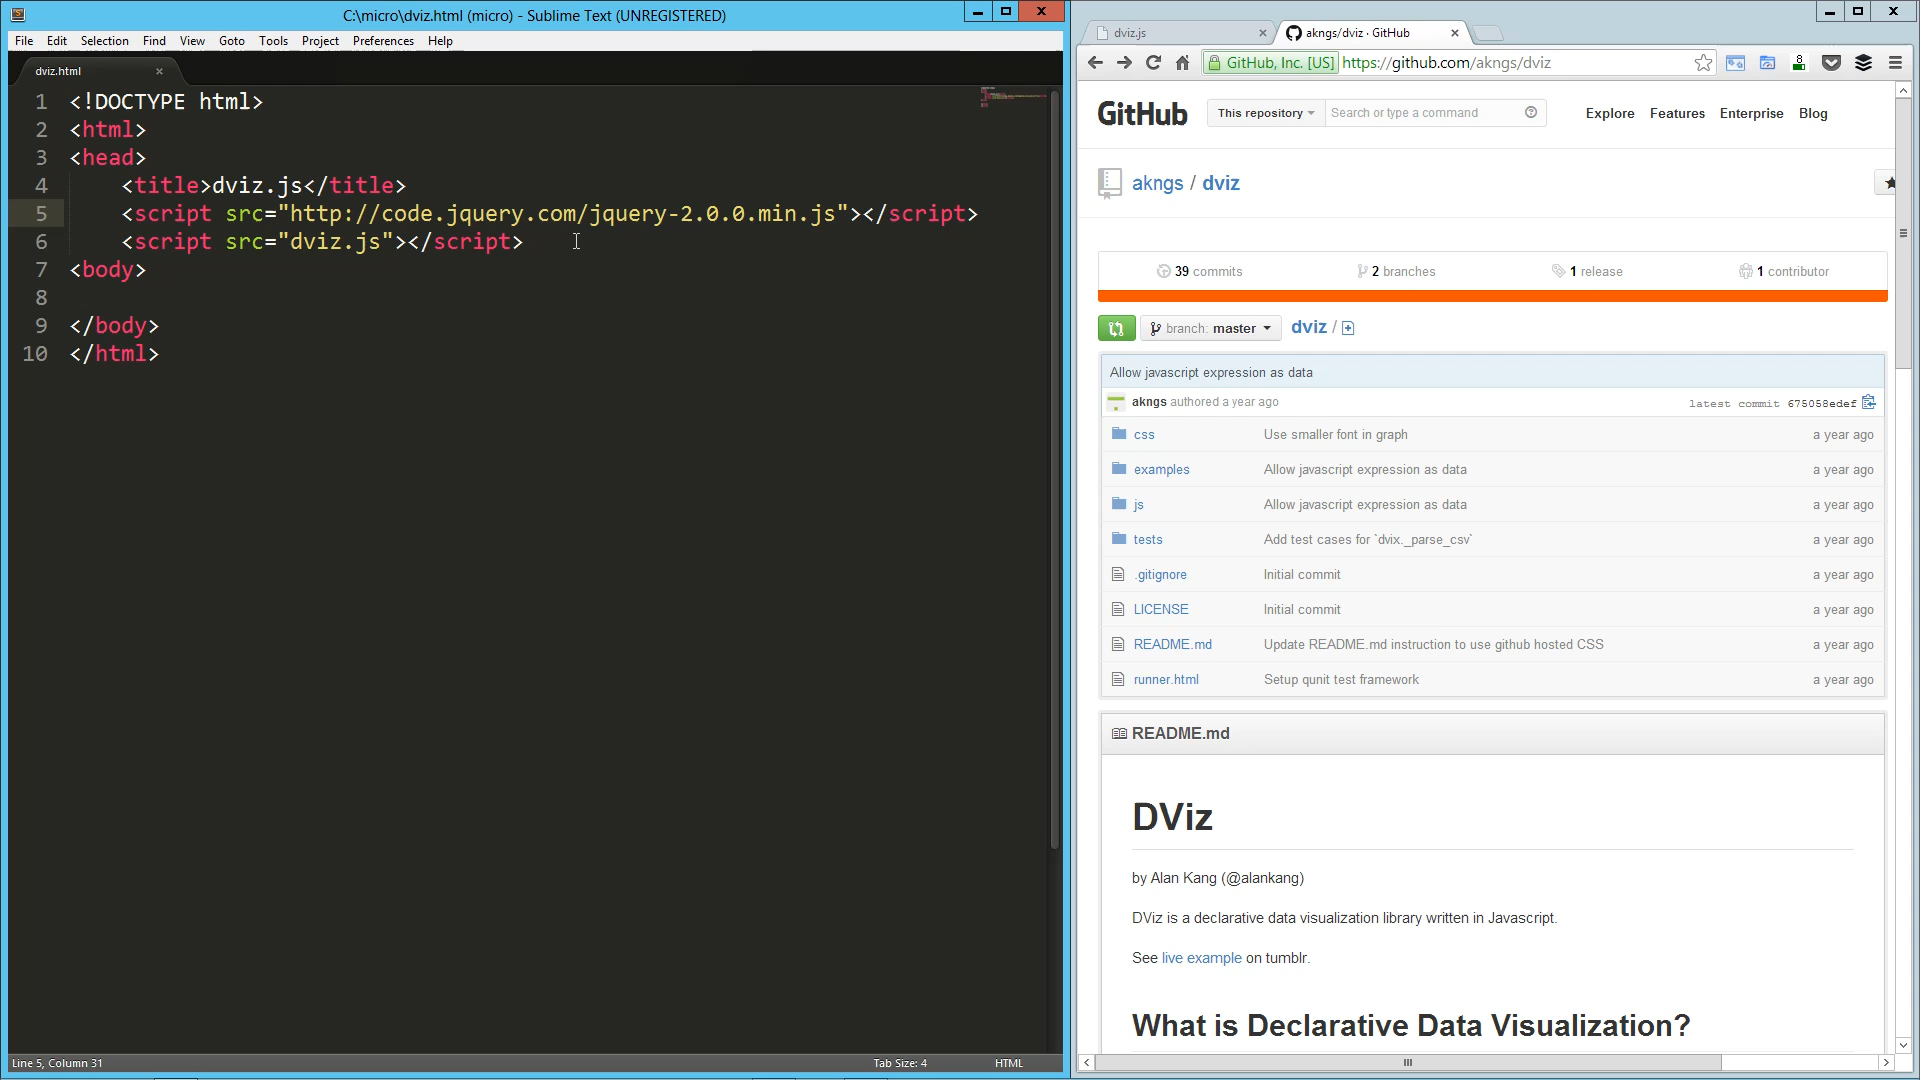 C:\micro\dviz.html (micro) - Sublime Text (UNREGISTERED)
File Edit Selection Find View Goto Tools Project Preferences Help
dviz.html
1 <!DOCTYPE html>
2 <html>
3 <head>
4 <title>dviz.js</title>
5 <script src="http://code.jquery.com/jquery-2.0.0.min.js"></script>
6 <script src="dviz.js"></script>
7 <body>
8
9 </body>
10 </html>
Line 5, Column 31 Tab Size: 4 HTML
dviz.js
akngs/dviz · GitHub
GitHub, Inc. [US] https://github.com/akngs/dviz
8
GitHub This repository Search or type a command Explore Features Enterprise Blog
akngs / dviz
39 commits 2 branches 1 release 1 contributor
branch: master dviz /
Allow javascript expression as data
akngs authored a year ago latest commit 675058edef
css Use smaller font in graph a year ago
examples Allow javascript expression as data a year ago
js Allow javascript expression as data a year ago
tests Add test cases for `dvix._parse_csv` a year ago
.gitignore Initial commit a year ago
LICENSE Initial commit a year ago
README.md Update README.md instruction to use github hosted CSS a year ago
runner.html Setup qunit test framework a year ago
README.md
DViz
by Alan Kang (@alankang)
DViz is a declarative data visualization library written in Javascript.
See live example on tumblr.
What is Declarative Data Visualization?